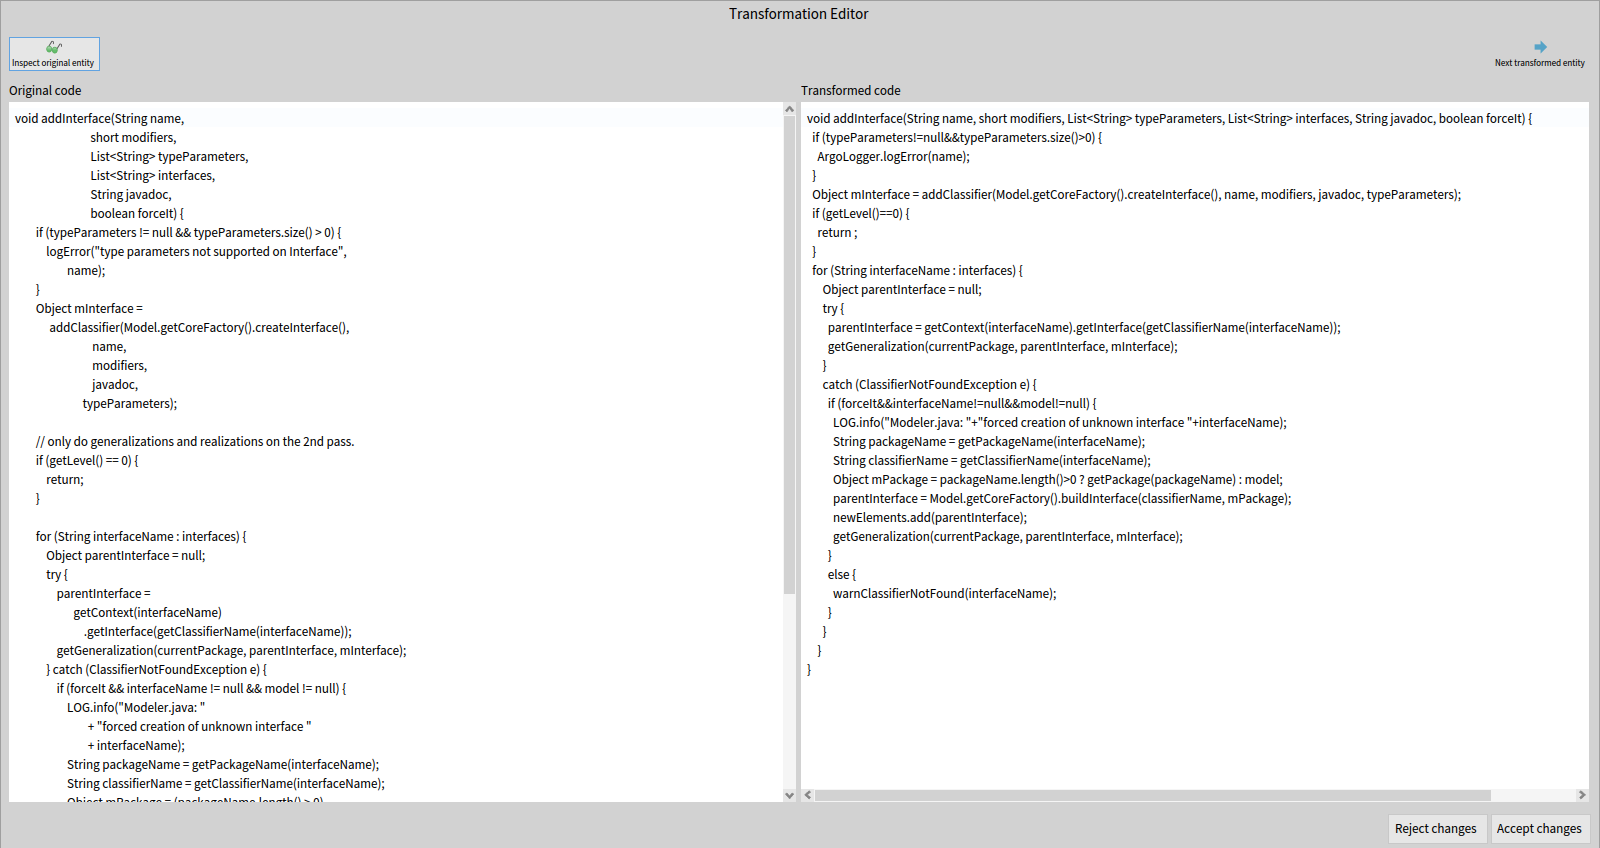 Transformation Editor
Inspect original entity
Next transformed entity
Original code
void addInterface(String name,
short modifiers,
List<String> typeParameters,
List<String> interfaces,
String javadoc,
boolean forceIt) {
if (typeParameters != null && typeParameters.size() > 0) {
logError("type parameters not supported on Interface",
name);
}
Object mInterface =
addClassifier(Model.getCoreFactory().createInterface(),
name,
modifiers,
javadoc,
typeParameters);
// only do generalizations and realizations on the 2nd pass.
if (getLevel() == 0) {
return;
}
for (String interfaceName : interfaces) {
Object parentInterface = null;
try {
parentInterface =
getContext(interfaceName)
.getInterface(getClassifierName(interfaceName));
getGeneralization(currentPackage, parentInterface, mInterface);
} catch (ClassifierNotFoundException e) {
if (forceIt && interfaceName != null && model != null) {
LOG.info("Modeler.java: "
+ "forced creation of unknown interface "
+ interfaceName);
String packageName = getPackageName(interfaceName);
String classifierName = getClassifierName(interfaceName);
Object mPackage = (packageName.length() > 0)
Transformed code
void addInterface(String name, short modifiers, List<String> typeParameters, List<String> interfaces, String javadoc, boolean forceIt) {
if (typeParameters!=null&&typeParameters.size()>0) {
ArgoLogger.logError(name);
}
Object mInterface = addClassifier(Model.getCoreFactory().createInterface(), name, modifiers, javadoc, typeParameters);
if (getLevel()==0) {
return ;
}
for (String interfaceName : interfaces) {
Object parentInterface = null;
try {
parentInterface = getContext(interfaceName).getInterface(getClassifierName(interfaceName));
getGeneralization(currentPackage, parentInterface, mInterface);
}
catch (ClassifierNotFoundException e) {
if (forceIt&&interfaceName!=null&&model!=null) {
LOG.info("Modeler.java: "+"forced creation of unknown interface "+interfaceName);
String packageName = getPackageName(interfaceName);
String classifierName = getClassifierName(interfaceName);
Object mPackage = packageName.length()>0 ? getPackage(packageName) : model;
parentInterface = Model.getCoreFactory().buildInterface(classifierName, mPackage);
newElements.add(parentInterface);
getGeneralization(currentPackage, parentInterface, mInterface);
}
else {
warnClassifierNotFound(interfaceName);
}
}
}
}
Reject changes
Accept changes